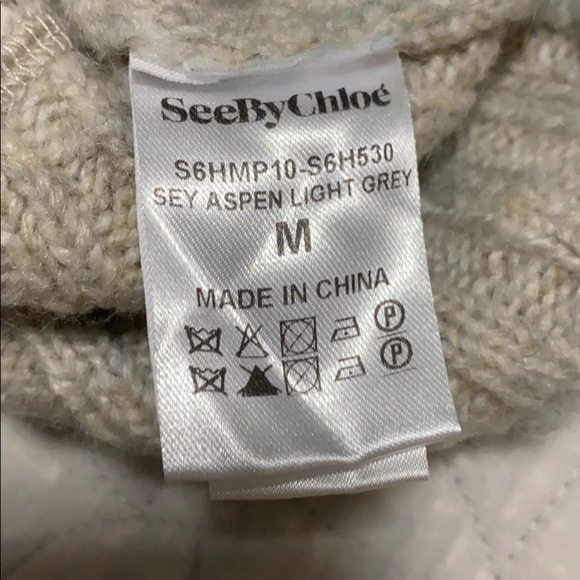 SeeByChloé
S6HMP10-S6H530
SEY ASPEN LIGHT GREY
M
MADE IN CHINA
P
P